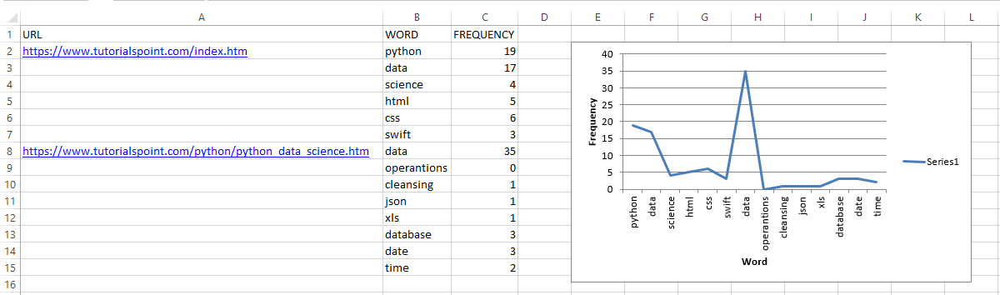 A B C D E F G H I J K L
1 URL WORD FREQUENCY
2 https://www.tutorialspoint.com/index.htm python 19
3 data 17
4 science 4
5 html 5
6 css 6
7 swift 3
8 https://www.tutorialspoint.com/python/python_data_science.htm data 35
9 operantions 0
10 cleansing 1
11 json 1
12 xls 1
13 database 3
14 date 3
15 time 2
16
40
35
30
25
20
15
10
5
0
Frequency
python data science html css swift data operantions cleansing json xls database date time
Word
Series1